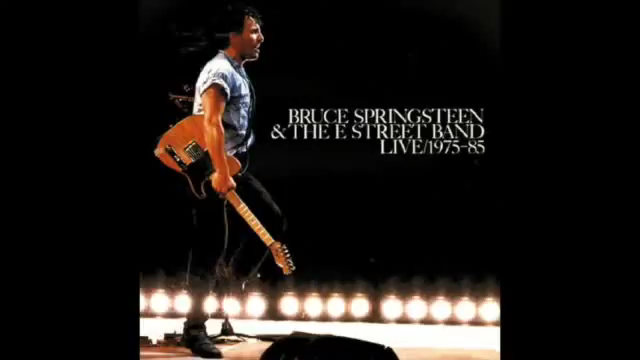 BRUCE SPRINGSTEEN
& THE E STREET BAND
LIVE/1975-85